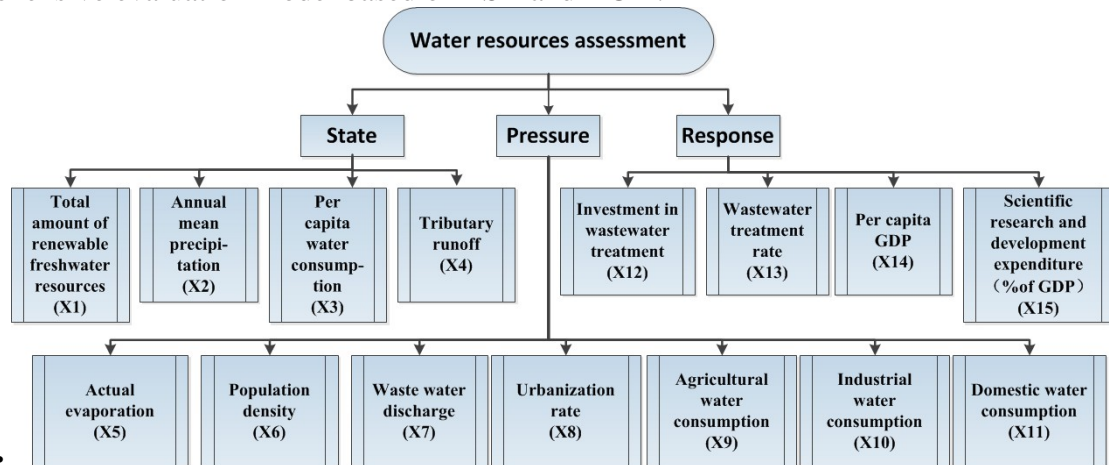 Water resources assessment
State
Pressure
Response
Total
amount of
renewable
freshwater
resources
(X1)
Annual
mean
precipi-
tation
(X2)
Per
capita
water
consump-
tion
(X3)
Tributary
runoff
(X4)
Investment in
wastewater
treatment
(X12)
Wastewater
treatment
rate
(X13)
Per capita
GDP
(X14)
Scientific
research and
development
expenditure
（%of GDP）
(X15)
Actual
evaporation
(X5)
Population
density
(X6)
Waste water
discharge
(X7)
Urbanization
rate
(X8)
Agricultural
water
consumption
(X9)
Industrial
water
consumption
(X10)
Domestic water
consumption
(X11)